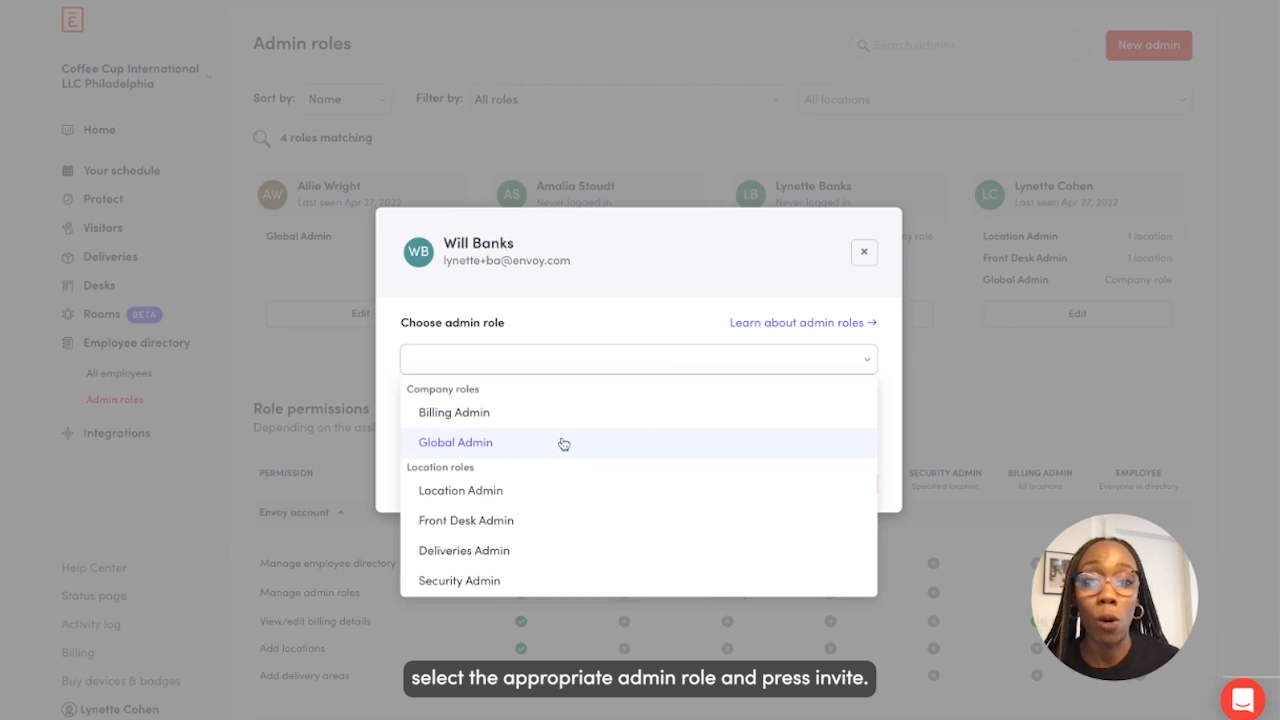 E
Coffee Cup International
LLC Philadelphia
Home
Your schedule
Protect
Visitors
Deliveries
Desks
Rooms BETA
Employee directory
All employees
Admin roles
Integrations
Help Center
Status page
Activity log
Billing
Buy devices & badges
Lynette Cohen
Admin roles
Search admins
New admin
Sort by: Name
Filter by: All roles
All locations
4 roles matching
AW Allie Wright
Last seen Apr 27, 2022
Global Admin
Edit
AS Amalia Stoudt
Never logged in
LB Lynette Banks
Never logged in
ny role
LC Lynette Cohen
Last seen Apr 27, 2022
Location Admin 1 location
Front Desk Admin 1 location
Global Admin Company role
Edit
WB Will Banks
lynette+ba@envoy.com
Choose admin role
Learn about admin roles →
Company roles
Billing Admin
Global Admin
Location roles
Location Admin
Front Desk Admin
Deliveries Admin
Security Admin
Role permissions
Depending on the assi
PERMISSION
SECURITY ADMIN
Specified location
BILLING ADMIN
All locations
EMPLOYEE
Everyone in directory
Envoy account
Manage employee directory
Manage admin roles
View/edit billing details
Add locations
Add delivery areas
select the appropriate admin role and press invite.